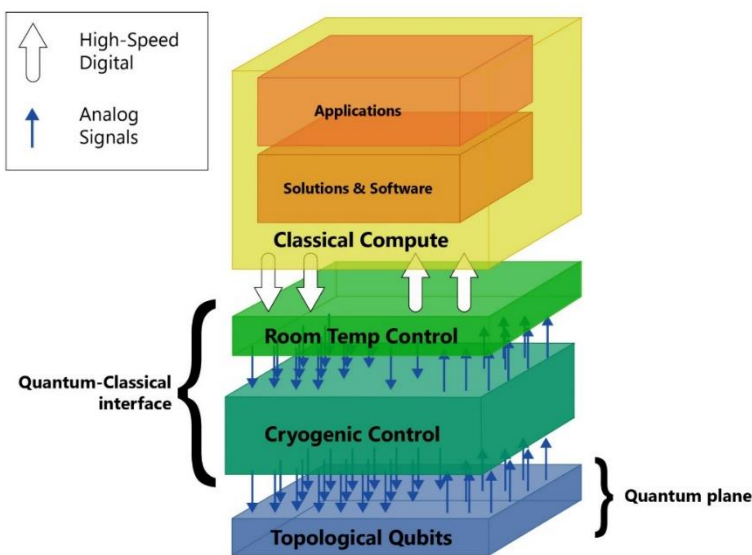 High-Speed
Digital
Analog
Signals
Applications
Solutions & Software
Classical Compute
Room Temp Control
Quantum-Classical
interface
Cryogenic Control
Quantum plane
Topological Qubits